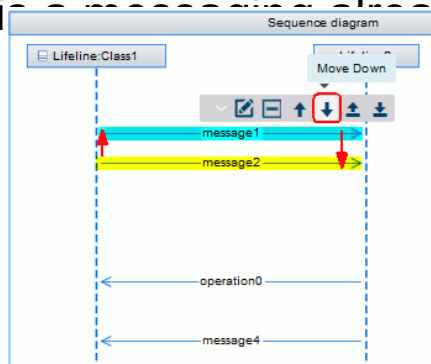 Sequence diagram
Lifeline:Class1
Move Down
message1
message2
operation0
message4